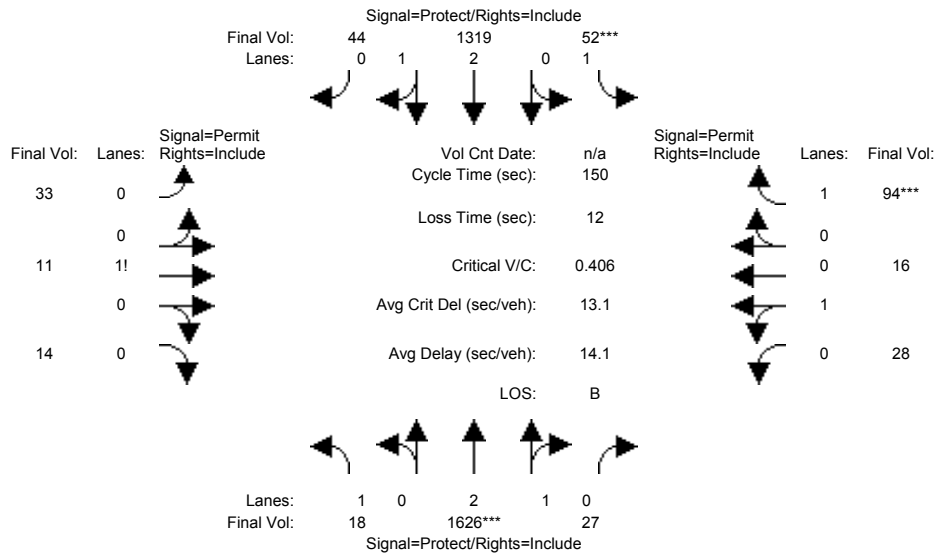 Signal=Protect/Rights=Include
Final Vol: 44 1319 52***
Lanes: 0 1 2 0 1
Signal=Permit
Final Vol: Lanes: Rights=Include
Vol Cnt Date: n/a
Signal=Permit
Rights=Include Lanes: Final Vol:
Cycle Time (sec): 150
33 0
1 94***
Loss Time (sec): 12
0
0
11 1!
Critical V/C: 0.406
0 16
0
Avg Crit Del (sec/veh): 13.1
1
14 0
Avg Delay (sec/veh): 14.1
0 28
LOS: B
Lanes: 1 0 2 1 0
Final Vol: 18 1626*** 27
Signal=Protect/Rights=Include